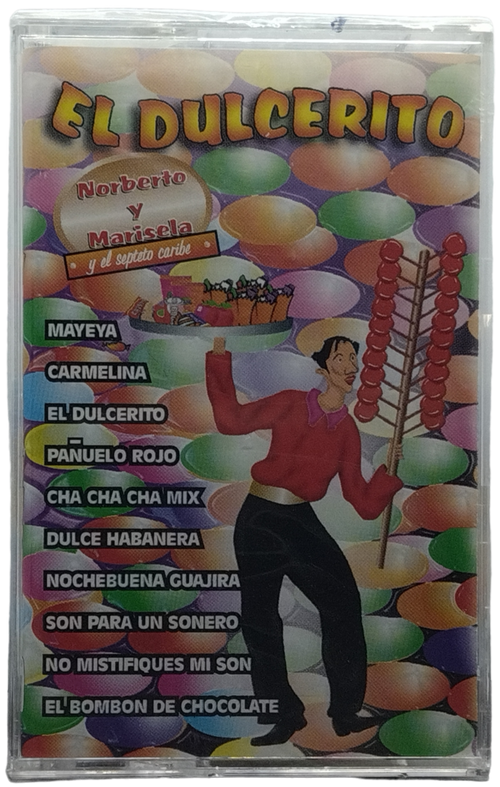 EL DULCERITO
Norberto
y
Marisela
y el septeto caribe
MAYEYA
CARMELINA
EL DULCERITO
PAÑUELO ROJO
CHA CHA CHA MIX
DULCE HABANERA
NOCHEBUENA GUAJIRA
SON PARA UN SONERO
NO MISTIFIQUES MI SON
EL BOMBON DE CHOCOLATE